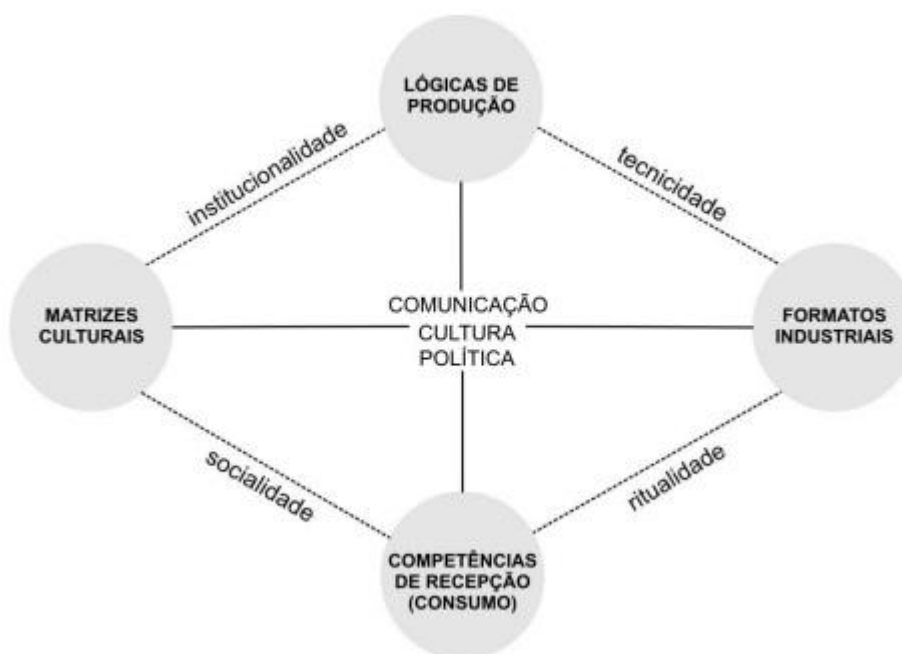 LÓGICAS DE
PRODUÇÃO
institucionalidade
tecnicidade
MATRIZES
CULTURAIS
COMUNICAÇÃO
CULTURA
POLÍTICA
FORMATOS
INDUSTRIAIS
socialidade
ritualidade
COMPETÊNCIAS
DE RECEPÇÃO
(CONSUMO)